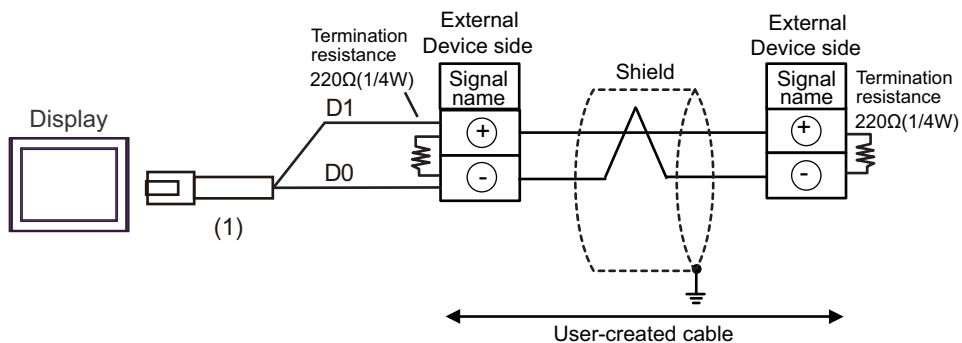 Display
(1)
D1
D0
Termination
resistance
220Ω(1/4W)
External
Device side
Signal
name
+
-
Shield
External
Device side
Signal
name
+
-
Termination
resistance
220Ω(1/4W)
User-created cable